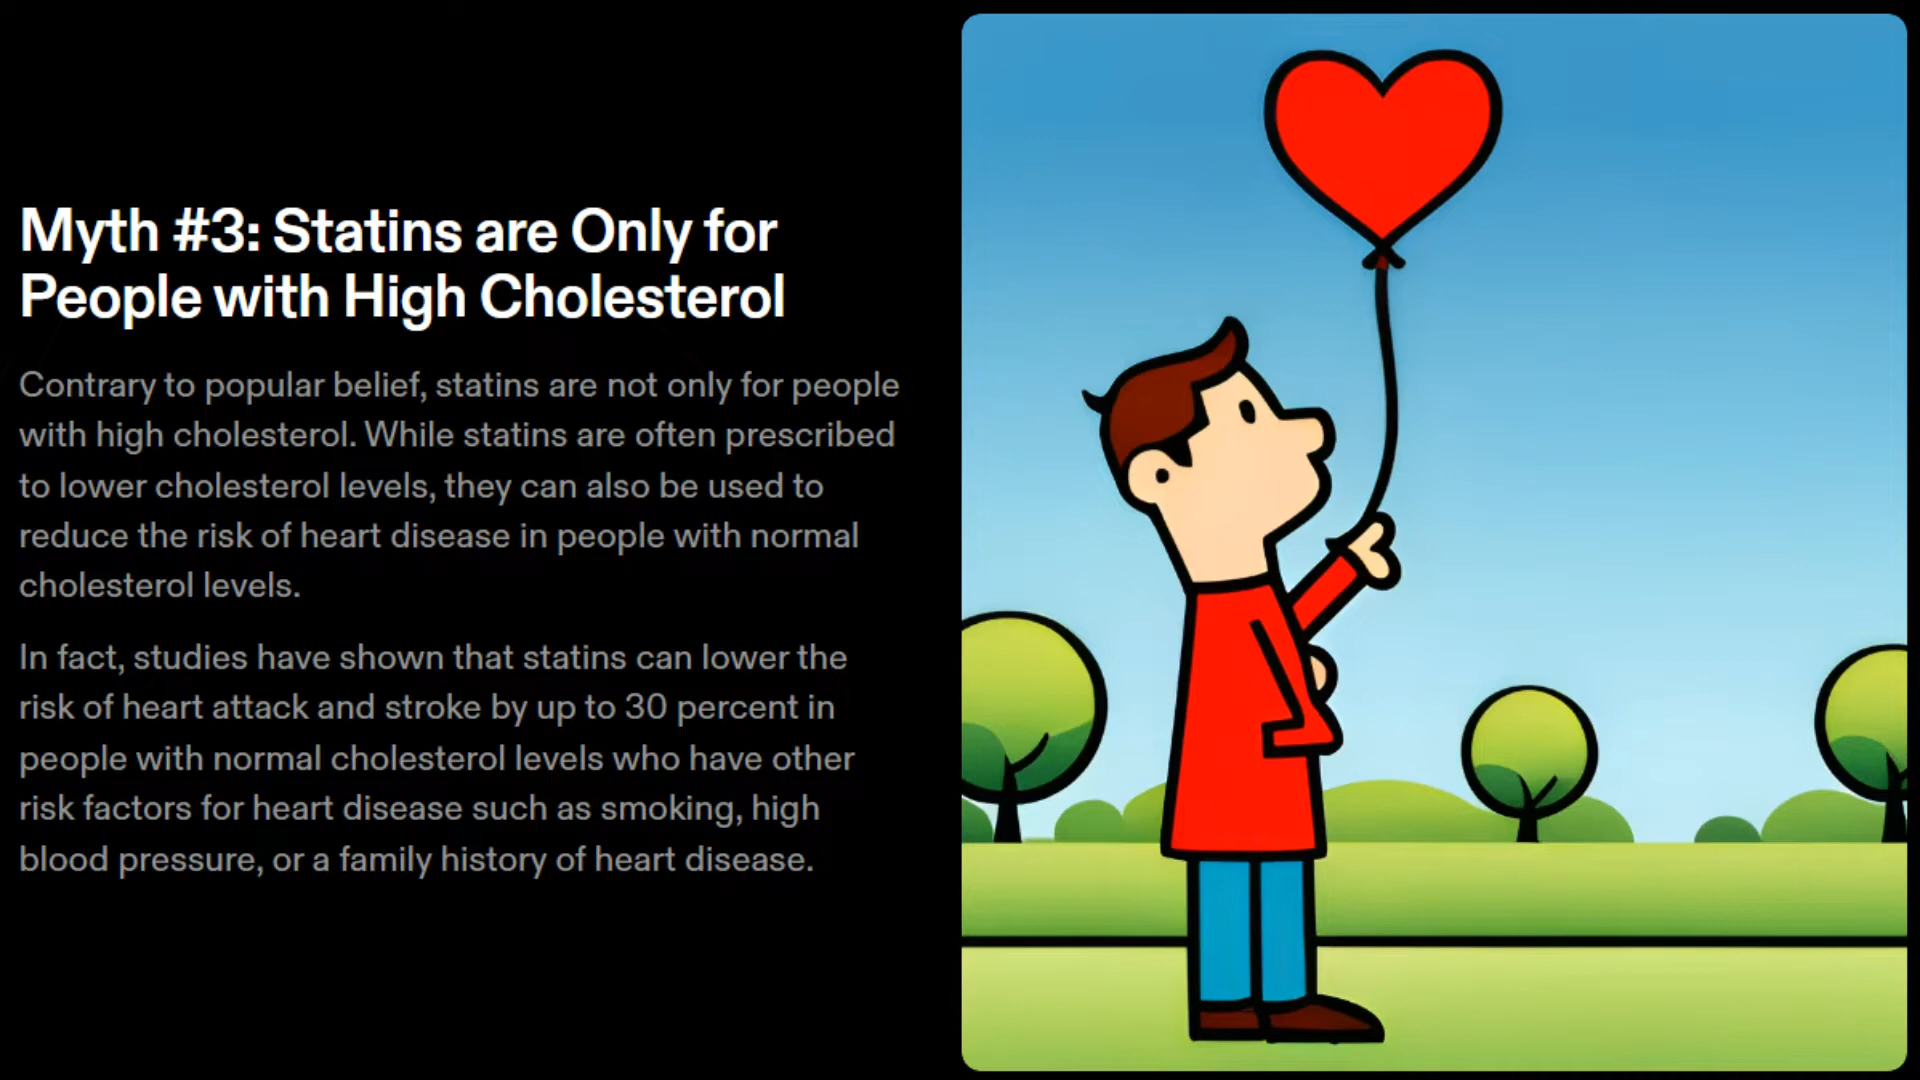 Myth #3: Statins are Only for
People with High Cholesterol
Contrary to popular belief, statins are not only for people
with high cholesterol. While statins are often prescribed
to lower cholesterol levels, they can also be used to
reduce the risk of heart disease in people with normal
cholesterol levels.
In fact, studies have shown that statins can lower the
risk of heart attack and stroke by up to 30 percent in
people with normal cholesterol levels who have other
risk factors for heart disease such as smoking, high
blood pressure, or a family history of heart disease.